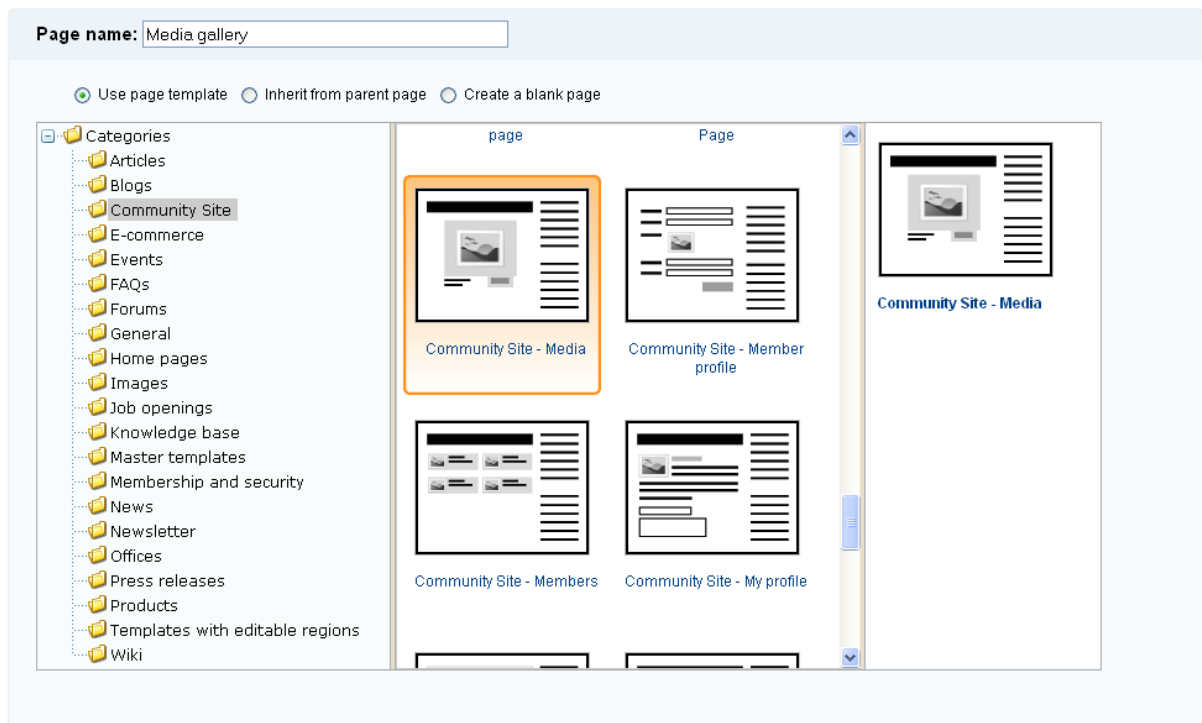 Page name: Media gallery
Use page template Inherit from parent page Create a blank page
Categories
Articles
Blogs
Community Site
E-commerce
Events
FAQs
Forums
General
Home pages
Images
Job openings
Knowledge base
Master templates
Membership and security
News
Newsletter
Offices
Press releases
Products
Templates with editable regions
Wiki
page
Page
Community Site - Media
Community Site - Member
profile
Community Site - Members
Community Site - My profile
Community Site - Media